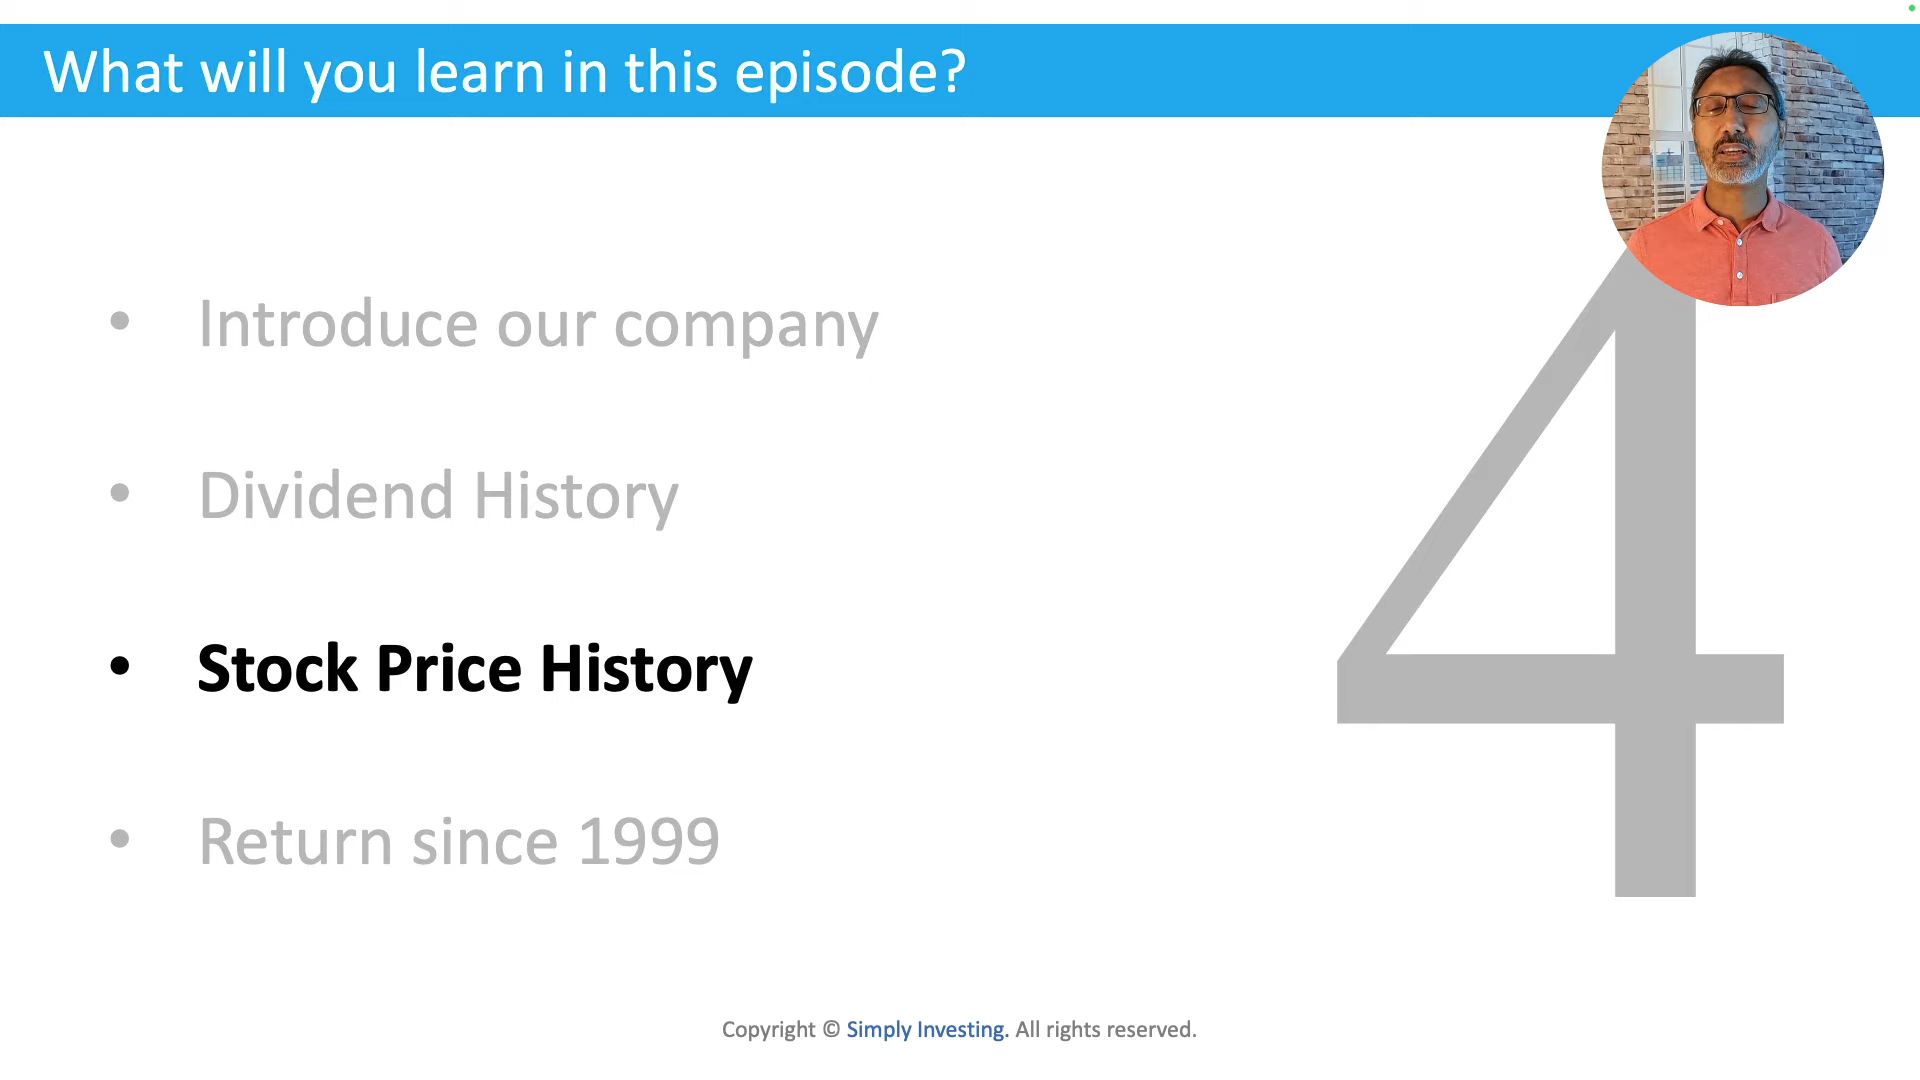 What will you learn in this episode?
• Introduce our company
• Dividend History
• Stock Price History
• Return since 1999
4
Copyright © Simply Investing. All rights reserved.